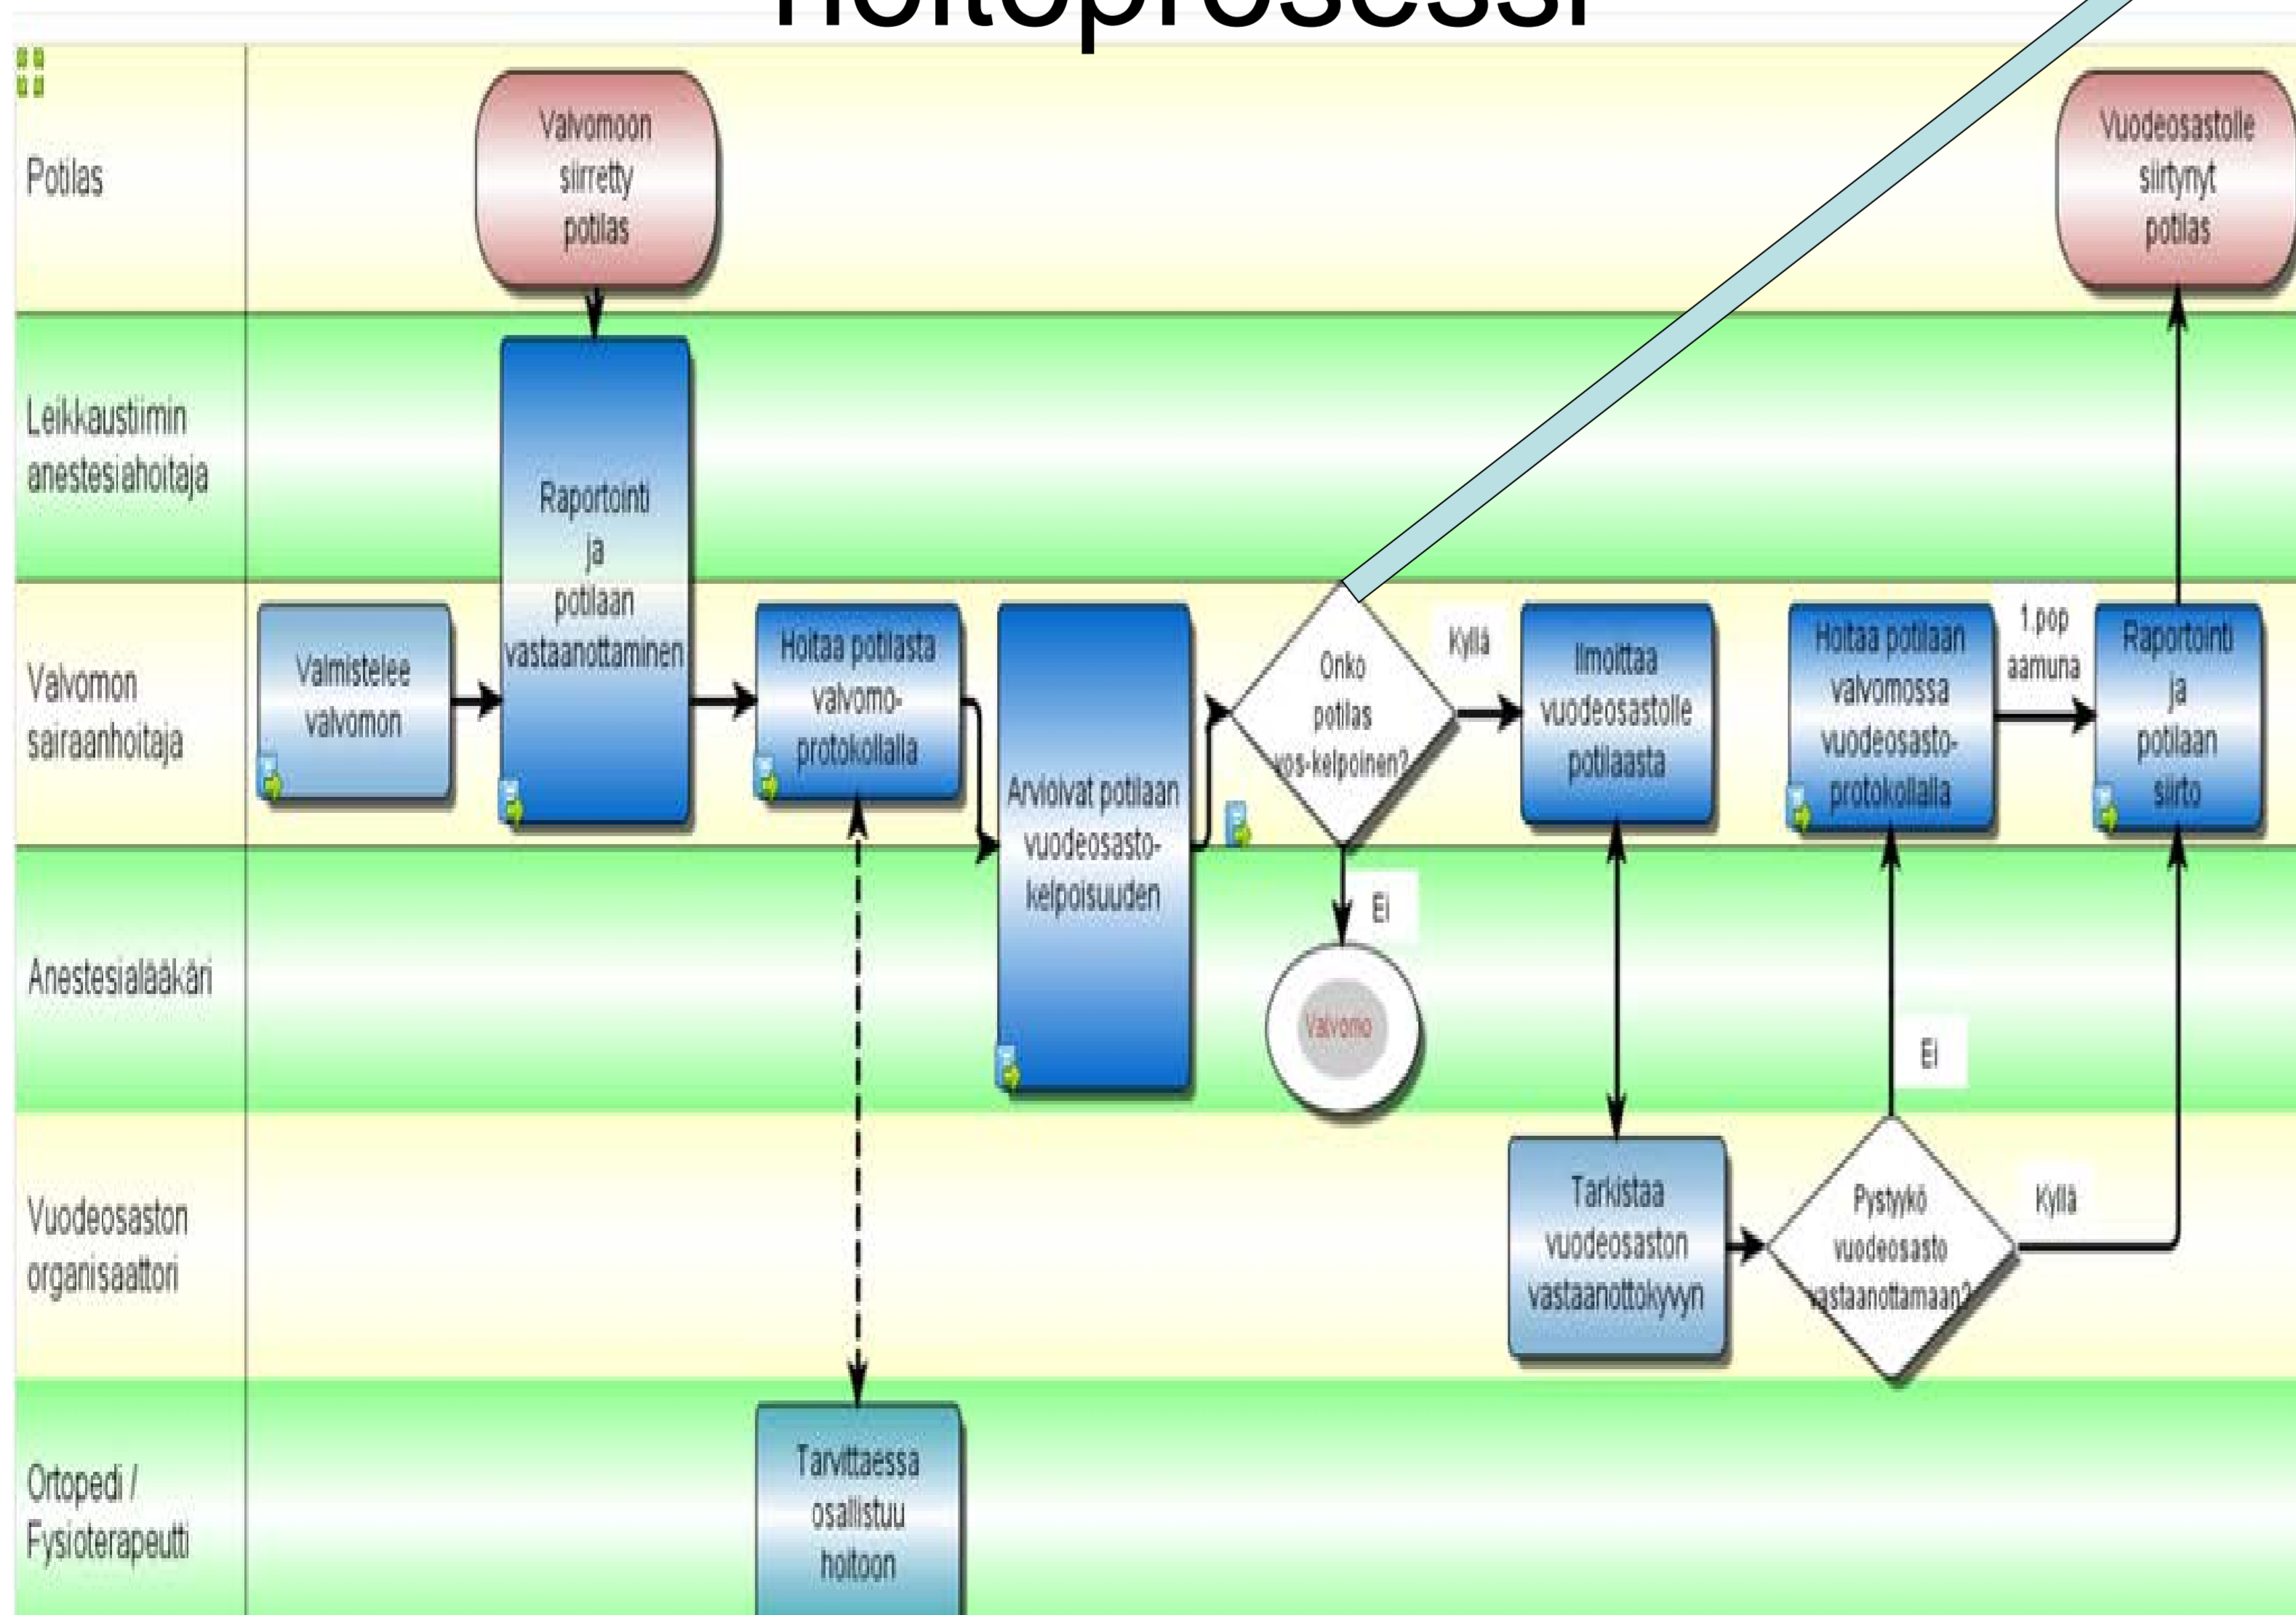 hoitoprosessi
Potilas
Valvomoon
siirretty
potilas
Vuodeosastolle
siirtynyt
potilas
Leikkaustiimin
anestesiahoitaja
Raportointi
ja
potilaan
vastaanottaminen
Valvomon
sairaanhoitaja
Valmistelee
valvomon
Hoitaa potilasta
valvomo-
protokollalla
Arvioivat potilaan
vuodeosasto-
kelpoisuuden
Onko
potilas
vos-kelpoinen?
Kyllä
Ilmoittaa
vuodeosastolle
potilaasta
Hoitaa potilaan
valvomossa
vuodeosasto-
protokollalla
1.pop
aamuna
Raportointi
ja
potilaan
siirto
Anestesialääkäri
Ei
Valvomo
Ei
Vuodeosaston
organisaattori
Tarkistaa
vuodeosaston
vastaanottokyvyn
Pystyykö
vuodeosasto
vastaanottamaan?
Kyllä
Ortopedi /
Fysioterapeutti
Tarvittaessa
osallistuu
hoitoon